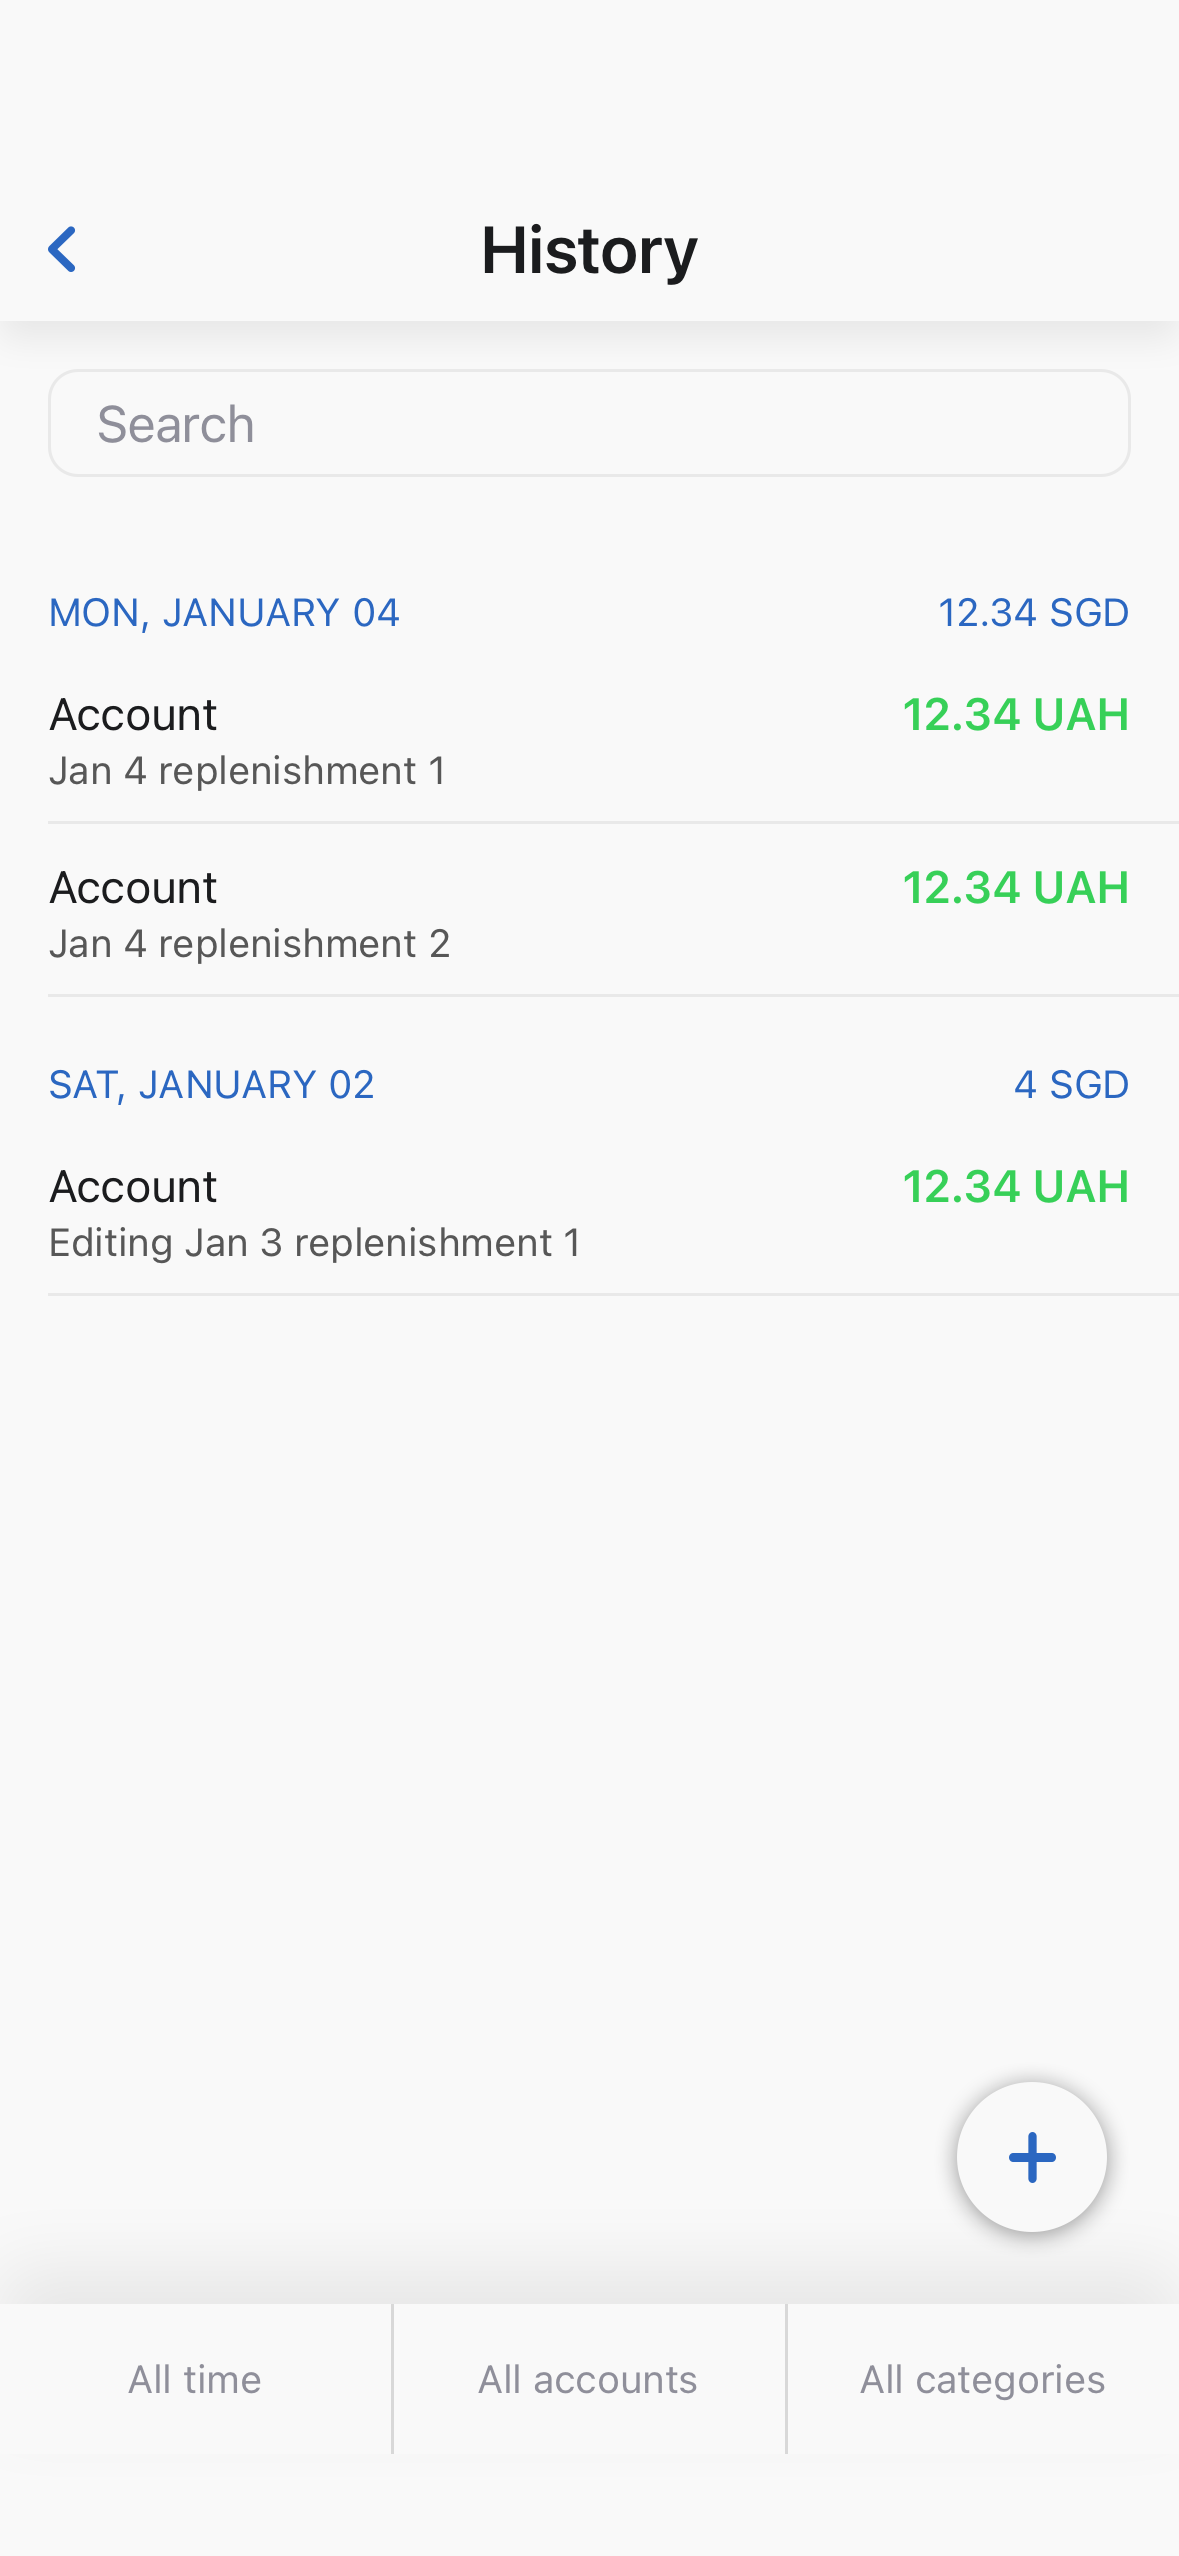 History
Search
MON, JANUARY 04 12.34 SGD
Account 12.34 UAH
Jan 4 replenishment 1
Account 12.34 UAH
Jan 4 replenishment 2
SAT, JANUARY 02 4 SGD
Account 12.34 UAH
Editing Jan 3 replenishment 1
All time All accounts All categories